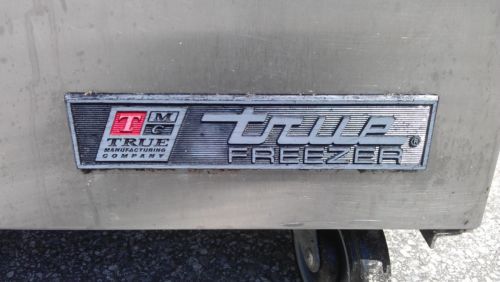 T M
C
TRUE
MANUFACTURING
COMPANY
true
FREEZER®